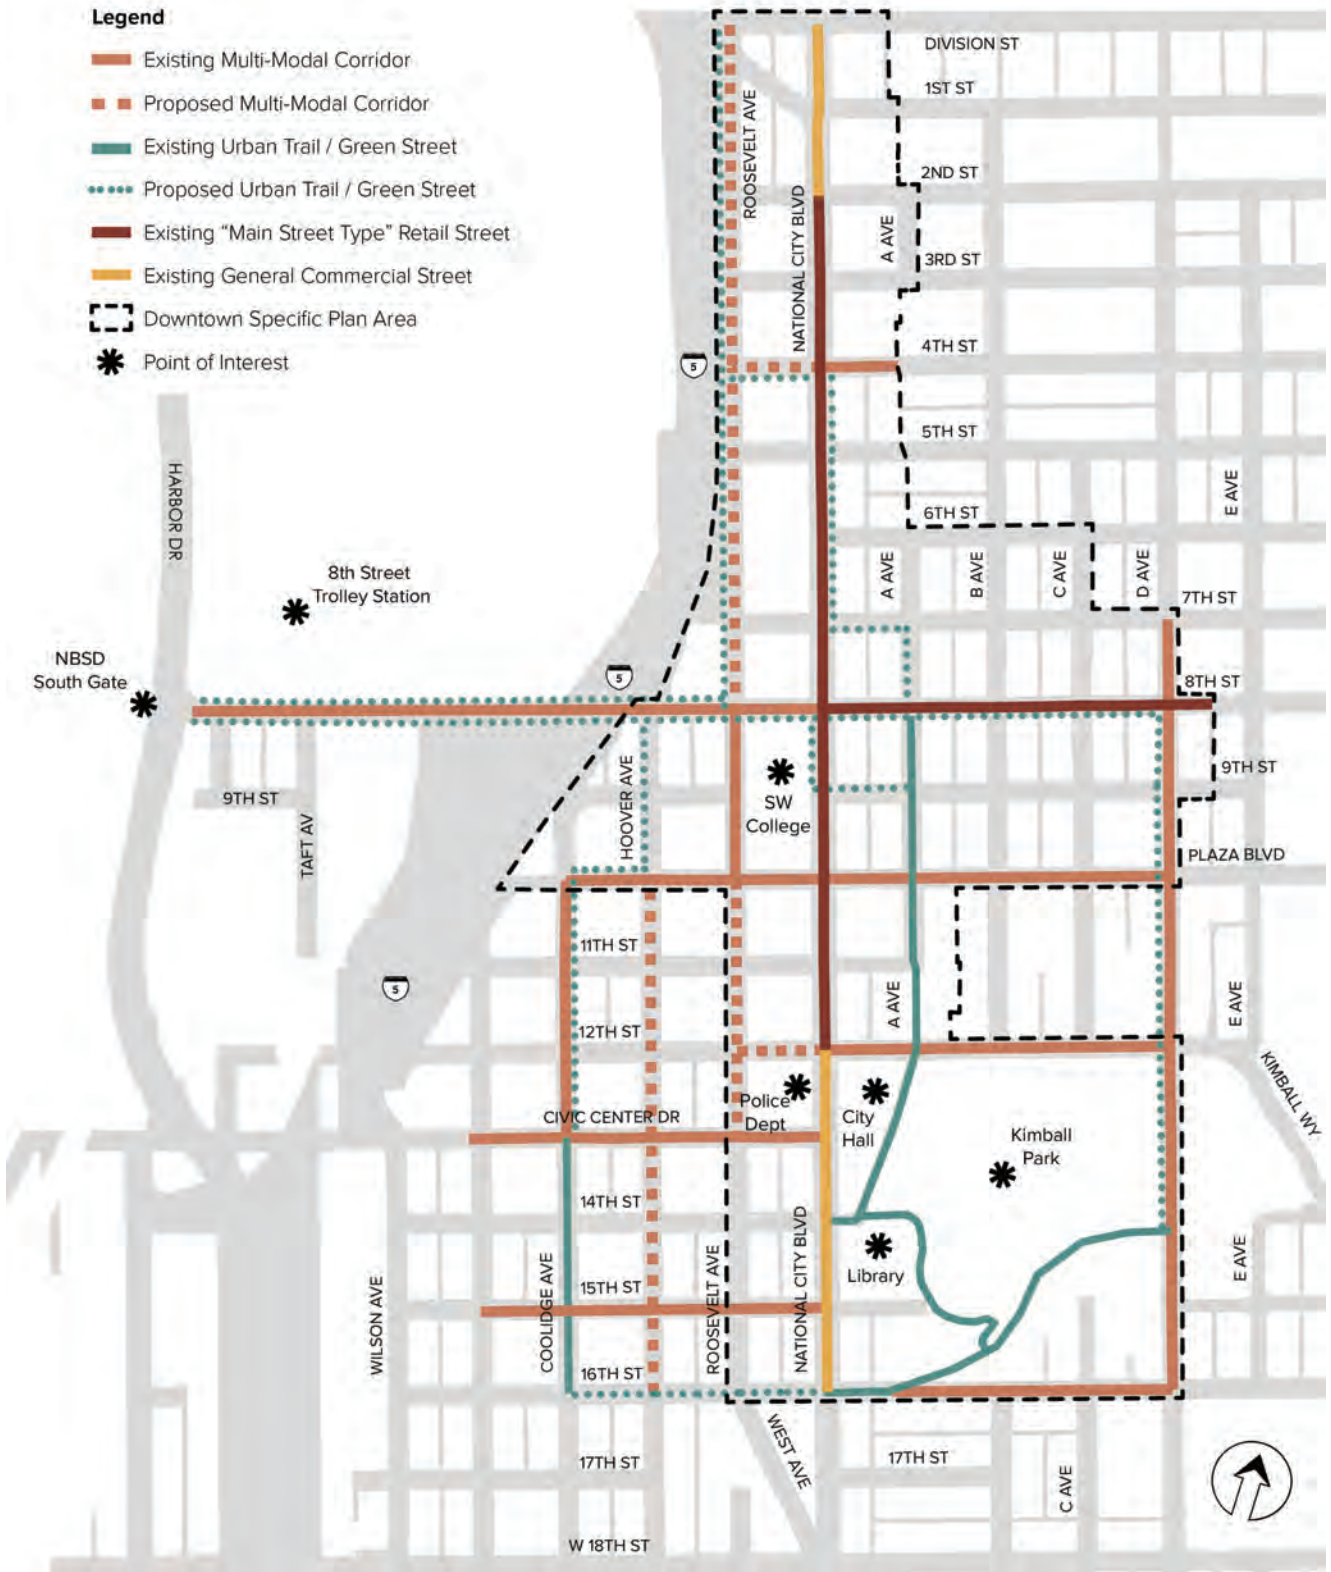 Legend
Existing Multi-Modal Corridor
Proposed Multi-Modal Corridor
Existing Urban Trail / Green Street
Proposed Urban Trail / Green Street
Existing "Main Street Type" Retail Street
Existing General Commercial Street
Downtown Specific Plan Area
Point of Interest
DIVISION ST
1ST ST
ROOSEVELT AVE
2ND ST
NATIONAL CITY BLVD
A AVE
3RD ST
4TH ST
5
5TH ST
HARBOR DR
E AVE
6TH ST
8th Street
Trolley Station
A AVE
B AVE
C AVE
D AVE
7TH ST
NBSD
South Gate
5
8TH ST
9TH ST
9TH ST
TAFT AV
HOOVER AVE
SW
College
PLAZA BLVD
11TH ST
5
A AVE
E AVE
12TH ST
KIMBALL WY
CIVIC CENTER DR
Police
Dept
City
Hall
Kimball
Park
14TH ST
NATIONAL CITY BLVD
Library
E AVE
15TH ST
WILSON AVE
COOLIDGE AVE
ROOSEVELT AVE
16TH ST
WEST AVE
17TH ST
17TH ST
C AVE
W 18TH ST